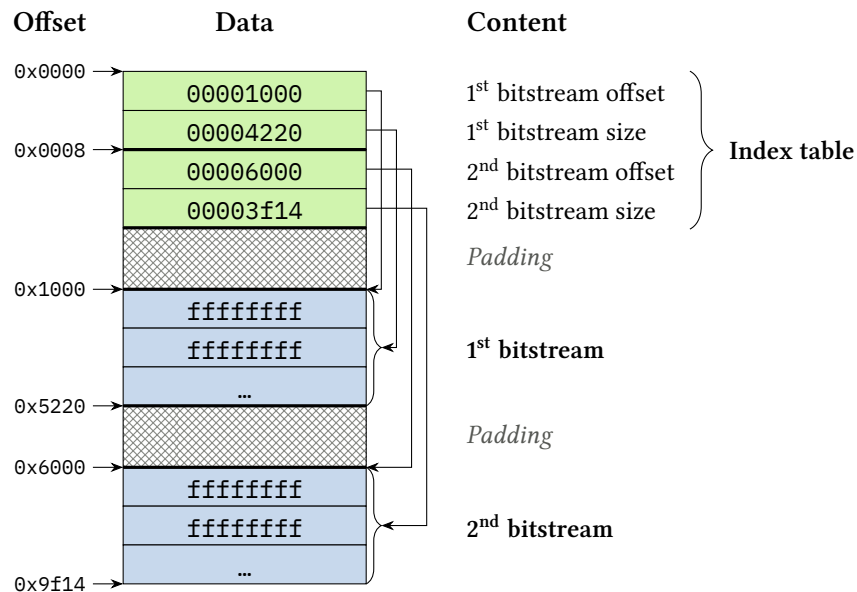 Offset Data Content
0x0000
00001000 1st bitstream offset
00004220 1st bitstream size
0x0008 Index table
00006000 2nd bitstream offset
00003f14 2nd bitstream size
Padding
0x1000
ffffffff
ffffffff 1st bitstream
…
0x5220
Padding
0x6000
ffffffff
ffffffff 2nd bitstream
…
0x9f14